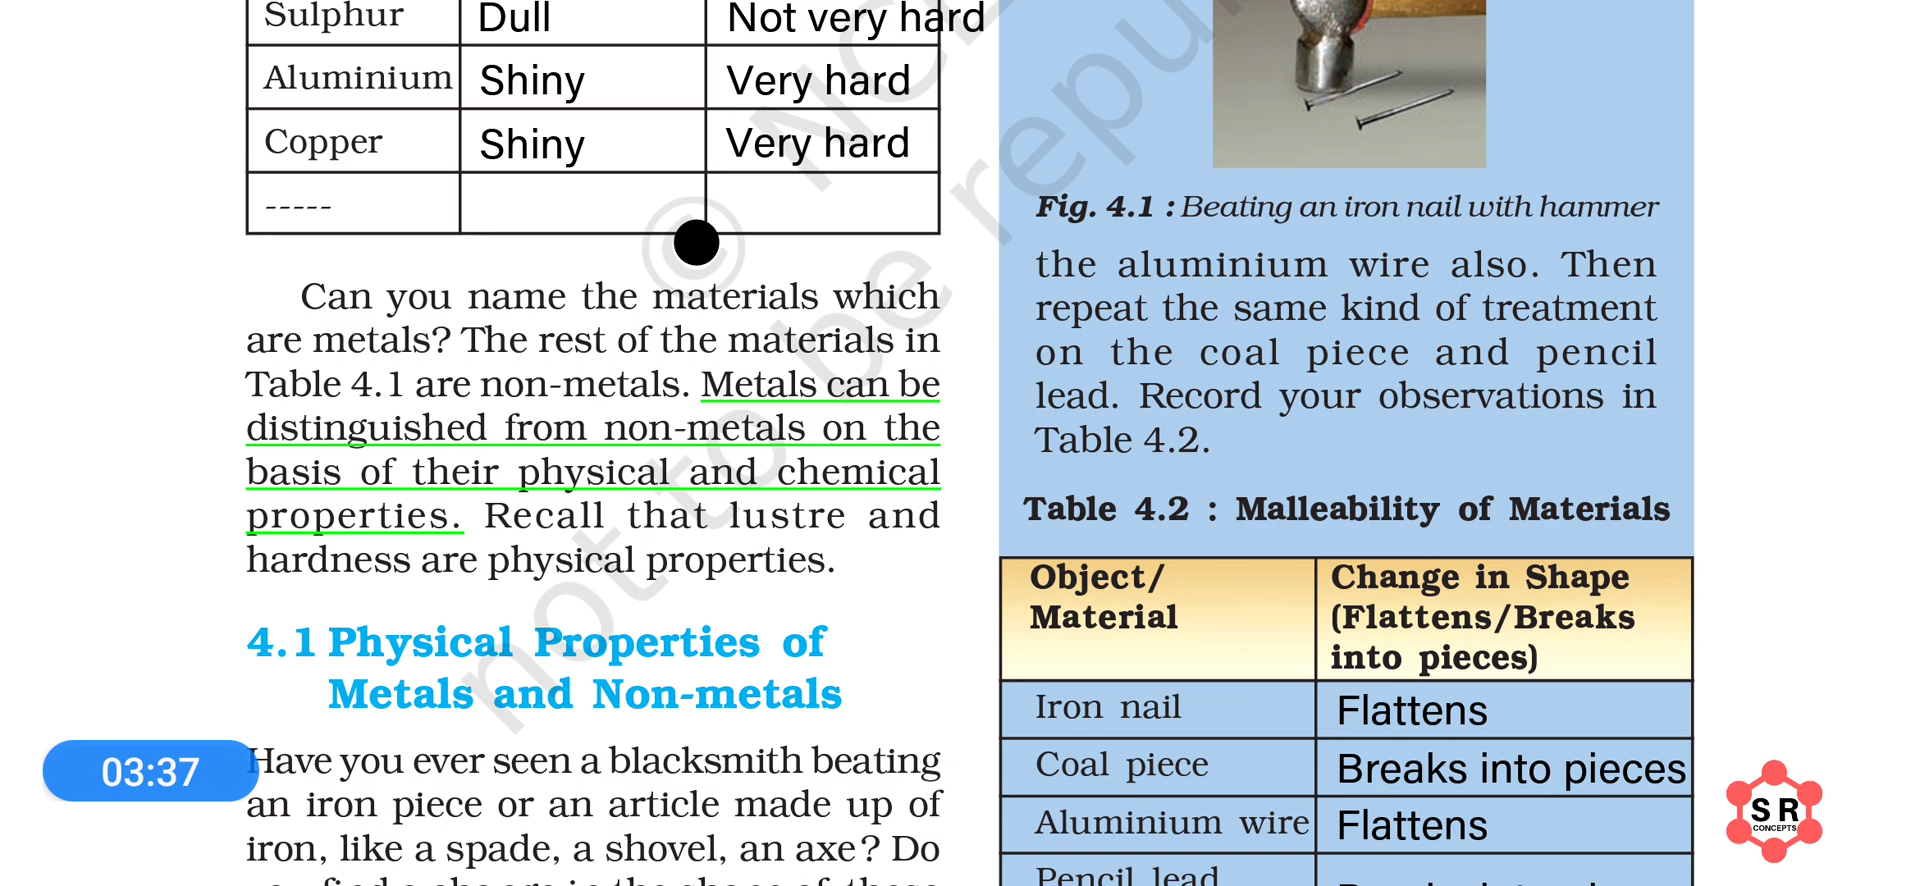 Sulphur Dull Not very hard
Aluminium Shiny Very hard
Copper Shiny Very hard
-----
Can you name the materials which
are metals? The rest of the materials in
Table 4.1 are non-metals. Metals can be
distinguished from non-metals on the
basis of their physical and chemical
properties. Recall that lustre and
hardness are physical properties.
4.1 Physical Properties of
Metals and Non-metals
Have you ever seen a blacksmith beating
an iron piece or an article made up of
iron, like a spade, a shovel, an axe? Do
03:37
Fig. 4.1 : Beating an iron nail with hammer
the aluminium wire also. Then
repeat the same kind of treatment
on the coal piece and pencil
lead. Record your observations in
Table 4.2.
Table 4.2 : Malleability of Materials
Object/ Change in Shape
Material (Flattens/Breaks
into pieces)
Iron nail Flattens
Coal piece Breaks into pieces
Aluminium wire Flattens
Pencil lead
S R
CONCEPTS
not to be
©